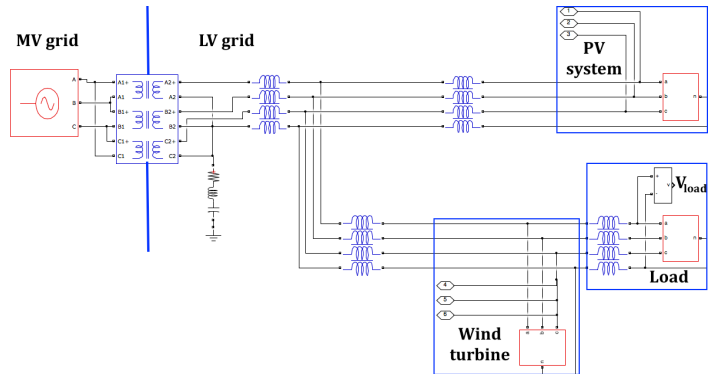 MV grid
LV grid
PV
system
1
2
3
A
B
C
A1+
A1
B1+
B1
C1+
C1
A2+
A2
B2+
B2
C2+
C2
a
b
c
n
+
-
v
Vload
a
b
c
n
Load
4
5
6
Wind
turbine
a
c